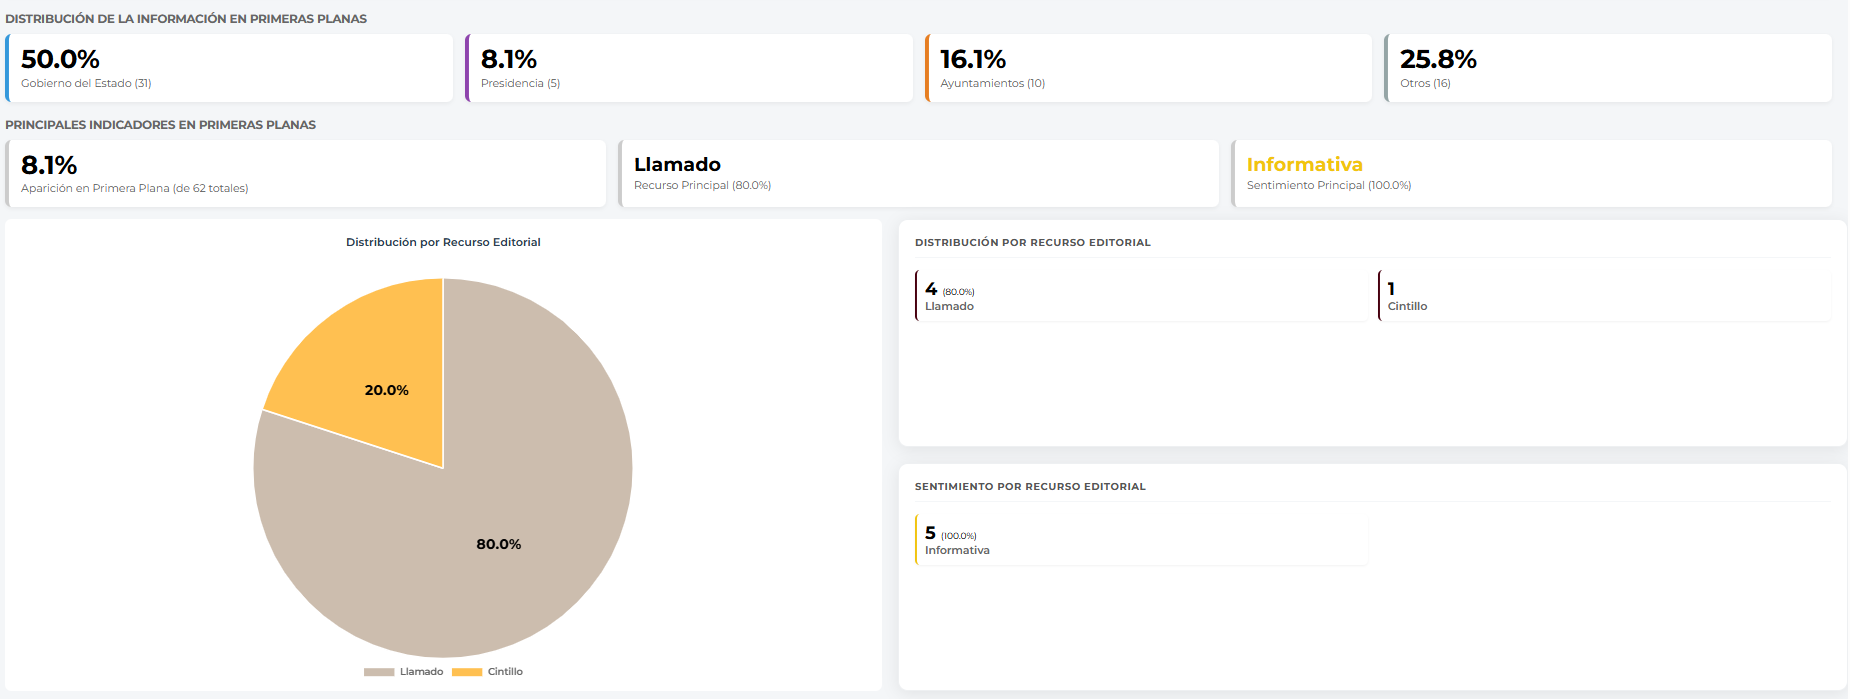 DISTRIBUCIÓN DE LA INFORMACIÓN EN PRIMERAS PLANAS
50.0%
Gobierno del Estado (31)
8.1%
Presidencia (5)
16.1%
Ayuntamientos (10)
25.8%
Otros (16)
PRINCIPALES INDICADORES EN PRIMERAS PLANAS
8.1%
Aparición en Primera Plana (de 62 totales)
Llamado
Recurso Principal (80.0%)
Informativa
Sentimiento Principal (100.0%)
Distribución por Recurso Editorial
20.0%
80.0%
Llamado Cintillo
DISTRIBUCIÓN POR RECURSO EDITORIAL
4 (80.0%)
Llamado
1
Cintillo
SENTIMIENTO POR RECURSO EDITORIAL
5 (100.0%)
Informativa